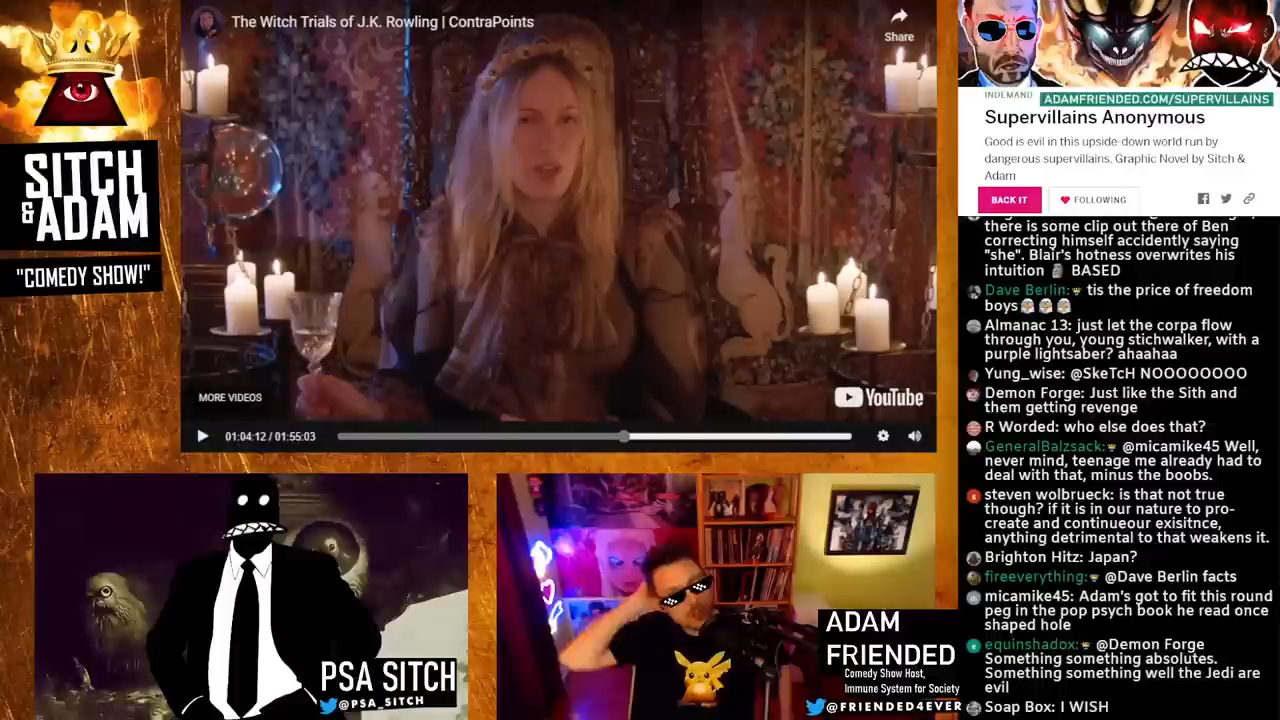 The Witch Trials of J.K. Rowling | ContraPoints
Share
SITCH
& ADAM
"COMEDY SHOW!"
MORE VIDEOS
YouTube
01:04:12 / 01:55:03
INDEMAND
ADAMFRIENDED.COM/SUPERVILLAINS
Supervillains Anonymous
Good is evil in this upside-down world run by
dangerous supervillains. Graphic Novel by Sitch &
Adam
BACK IT
FOLLOWING
there is some clip out there of Ben
correcting himself accidently saying
"she". Blair's hotness overwrites his
intuition 🗿 BASED
Dave Berlin: tis the price of freedom
boys
Almanac 13: just let the corpa flow
through you, young stichwalker, with a
purple lightsaber? ahaahaa
Yung_wise: @SkeTcH NOOOOOOOO
Demon Forge: Just like the Sith and
them getting revenge
R Worded: who else does that?
GeneralBalzsack: @micamike45 Well,
never mind, teenage me already had to
deal with that, minus the boobs.
steven wolbrueck: is that not true
though? if it is in our nature to pro-
create and continueour exisitnce,
anything detrimental to that weakens it.
Brighton Hitz: Japan?
fireeverything: @Dave Berlin facts
micamike45: Adam's got to fit this round
peg in the pop psych book he read once
shaped hole
equinshadox: @Demon Forge
Something something absolutes.
Something something well the Jedi are
evil
Soap Box: I WISH
PSA SITCH
@PSA_SITCH
ADAM
FRIENDED
Comedy Show Host,
Immune System for Society
@FRIENDED4EVER